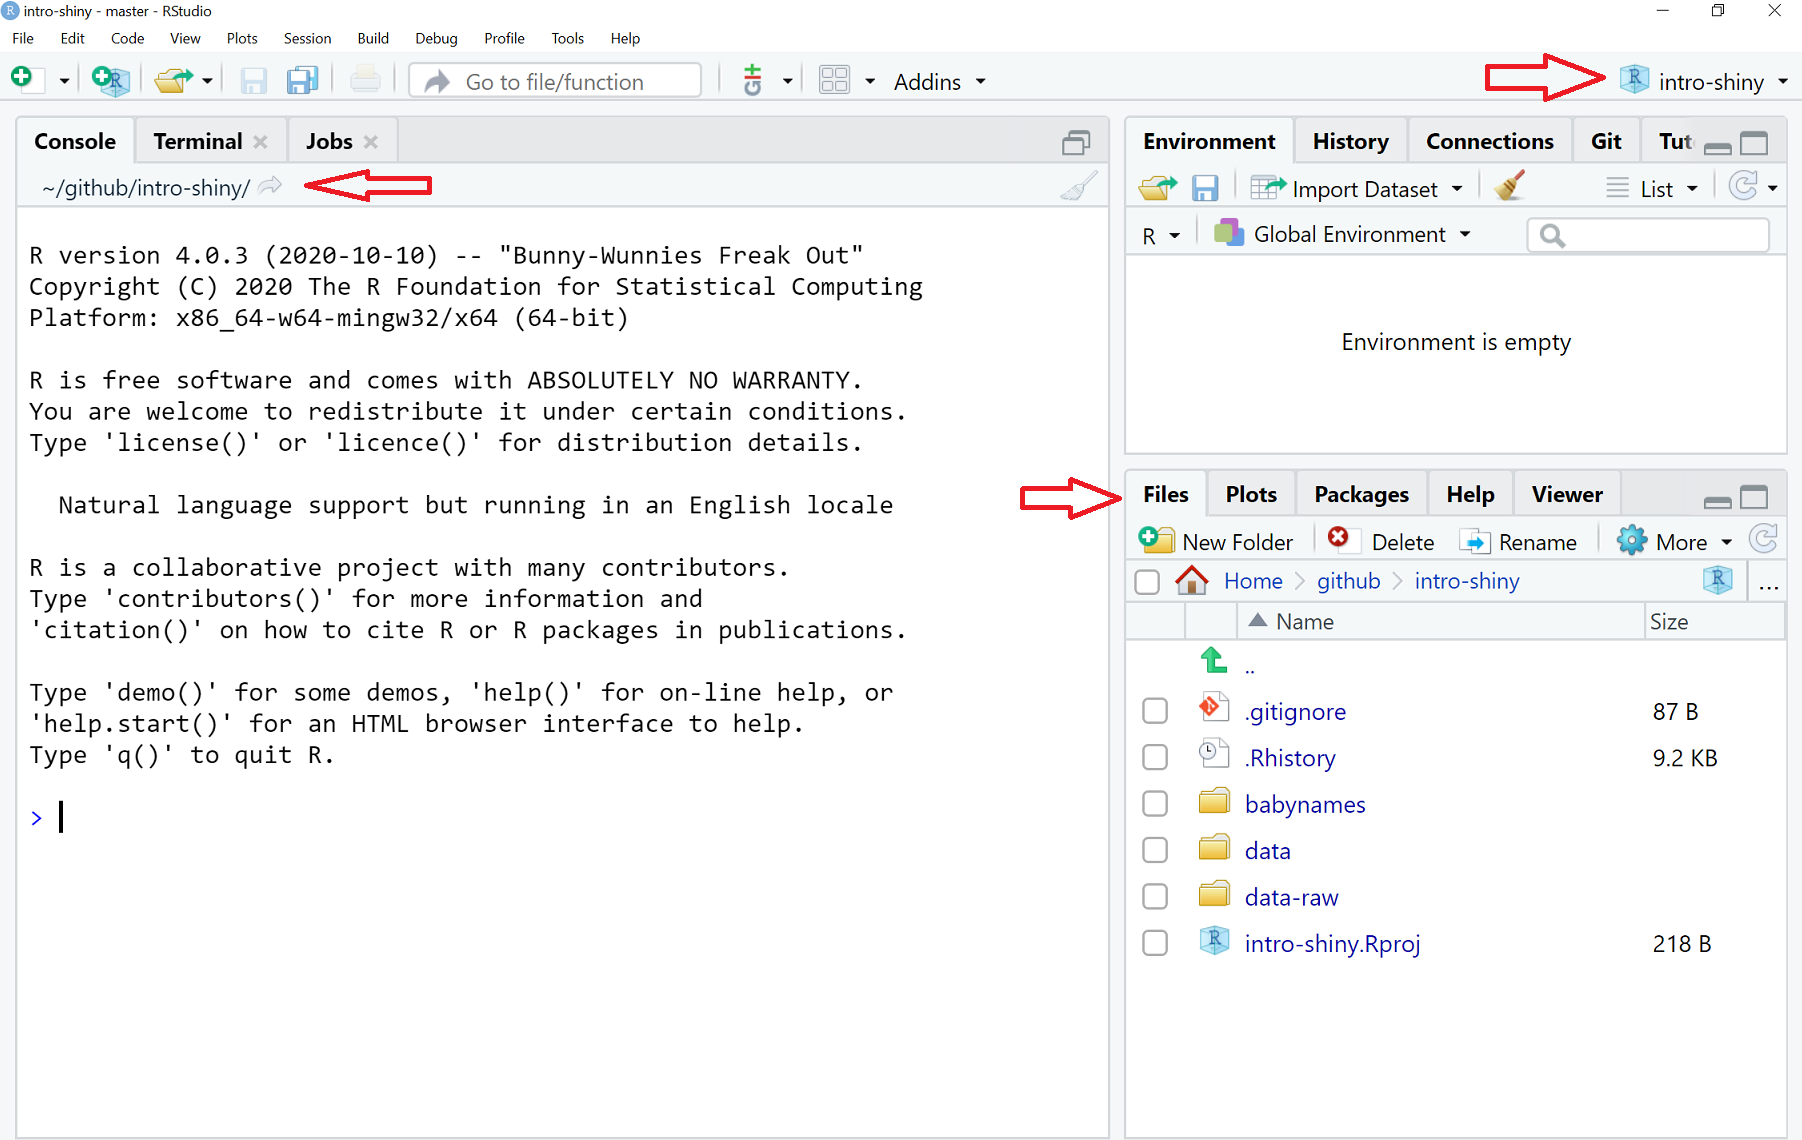 intro-shiny - master - RStudio
File Edit Code View Plots Session Build Debug Profile Tools Help
Go to file/function Git Addins intro-shiny
Console Terminal Jobs
~/github/intro-shiny/
R version 4.0.3 (2020-10-10) -- "Bunny-Wunnies Freak Out"
Copyright (C) 2020 The R Foundation for Statistical Computing
Platform: x86_64-w64-mingw32/x64 (64-bit)
R is free software and comes with ABSOLUTELY NO WARRANTY.
You are welcome to redistribute it under certain conditions.
Type 'license()' or 'licence()' for distribution details.
Natural language support but running in an English locale
R is a collaborative project with many contributors.
Type 'contributors()' for more information and
'citation()' on how to cite R or R packages in publications.
Type 'demo()' for some demos, 'help()' for on-line help, or
'help.start()' for an HTML browser interface to help.
Type 'q()' to quit R.
>
Environment History Connections Git Tut
Import Dataset List
R Global Environment
Environment is empty
Files Plots Packages Help Viewer
New Folder Delete Rename More
Home github intro-shiny ...
Name Size
..
.gitignore 87 B
.Rhistory 9.2 KB
babynames
data
data-raw
intro-shiny.Rproj 218 B